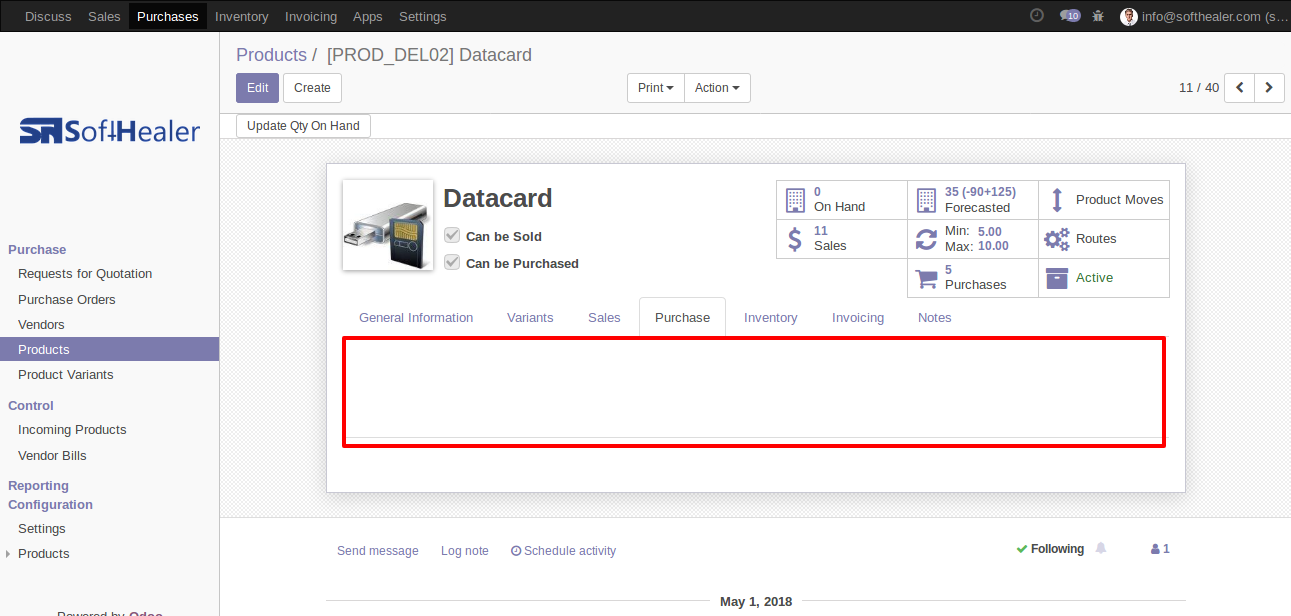 Discuss Sales Purchases Inventory Invoicing Apps Settings 10 info@softhealer.com (s...
Products / [PROD_DEL02] Datacard
Edit Create Print Action 11 / 40
Update Qty On Hand
SH SoftHealer
Purchase
Requests for Quotation
Purchase Orders
Vendors
Products
Product Variants
Control
Incoming Products
Vendor Bills
Reporting
Configuration
Settings
Products
Powered by Odoo
Datacard
Can be Sold
Can be Purchased
0
On Hand
35 (-90+125)
Forecasted
Product Moves
11
Sales
Min: 5.00
Max: 10.00
Routes
5
Purchases
Active
General Information Variants Sales Purchase Inventory Invoicing Notes
Send message Log note Schedule activity Following 1
May 1, 2018